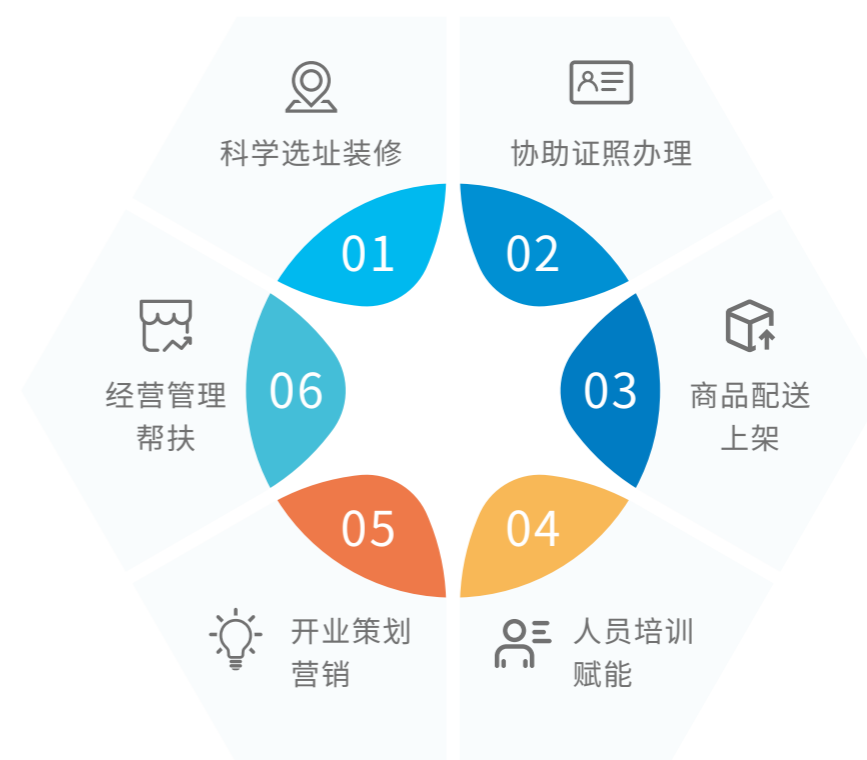 科学选址装修
01
协助证照办理
02
03
商品配送
上架
04
人员培训
赋能
05
开业策划
营销
06
经营管理
帮扶